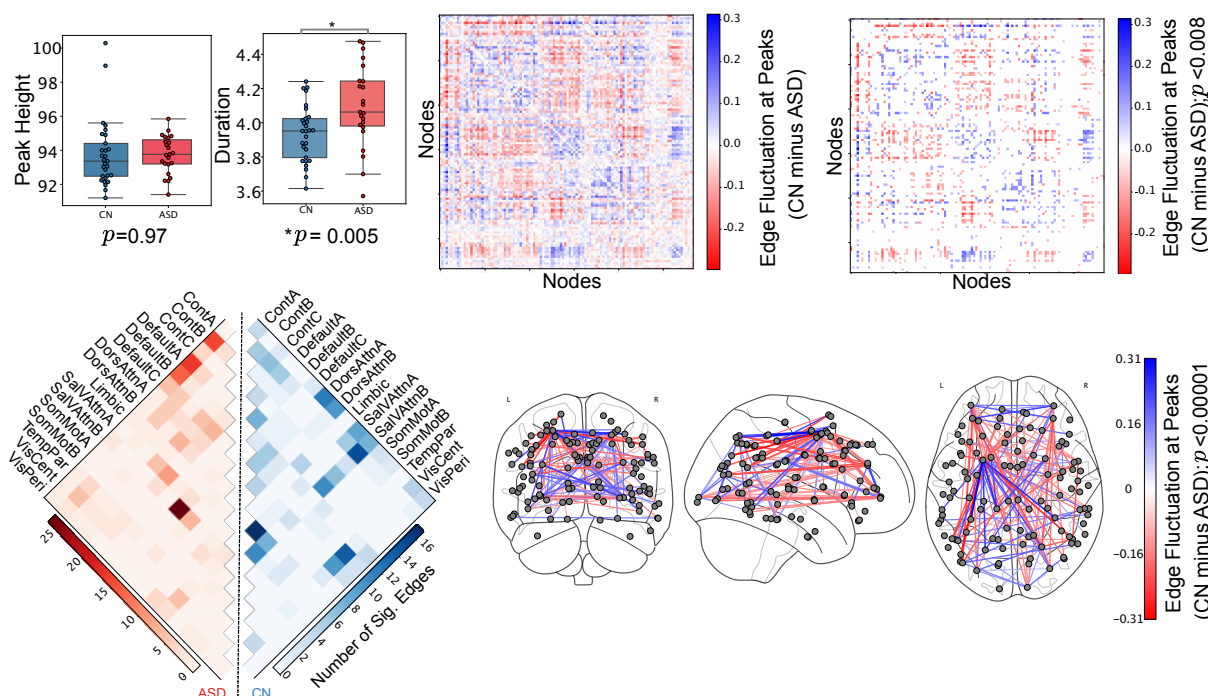 Peak Height
100
98
96
94
92
CN
ASD
p=0.97
Duration
4.4
4.2
4.0
3.8
3.6
*
CN
ASD
*p= 0.005
Nodes
Nodes
0.3
0.2
0.1
0
-0.1
-0.2
Edge Fluctuation at Peaks
(CN minus ASD)
Nodes
Nodes
0.3
0.2
0.1
0.0
-0.1
-0.2
Edge Fluctuation at Peaks
(CN minus ASD);p <0.008
ContA
ContB
ContC
DefaultA
DefaultB
DefaultC
DorsAttnA
DorsAttnB
Limbic
SalVAttnA
SalVAttnB
SomMotA
SomMotB
TempPar
VisCent
VisPeri
ContA
ContB
ContC
DefaultA
DefaultB
DefaultC
DorsAttnA
DorsAttnB
Limbic
SalVAttnA
SalVAttnB
SomMotA
SomMotB
TempPar
VisCent
VisPeri
25
20
15
10
5
0
16
14
12
10
8
6
4
2
0
Number of Sig. Edges
ASD
CN
L
R
L
R
0.31
0.16
0
−0.16
−0.31
Edge Fluctuation at Peaks
(CN minus ASD);p<0.00001